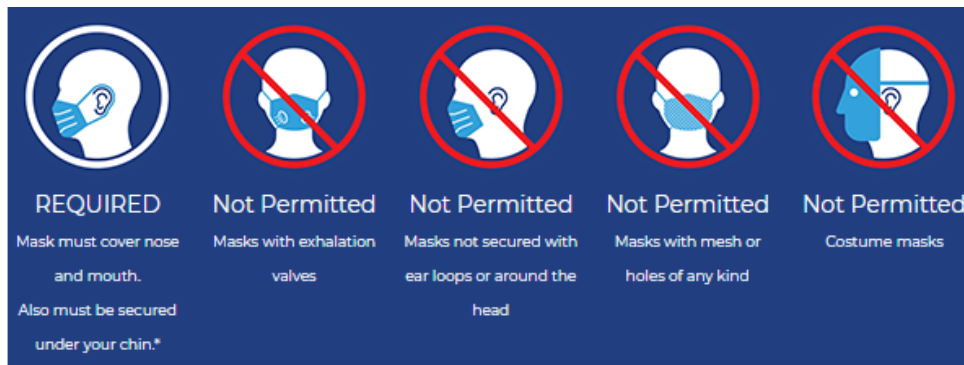 REQUIRED
Mask must cover nose
and mouth.
Also must be secured
under your chin.*
Not Permitted
Masks with exhalation
valves
Not Permitted
Masks not secured with
ear loops or around the
head
Not Permitted
Masks with mesh or
holes of any kind
Not Permitted
Costume masks